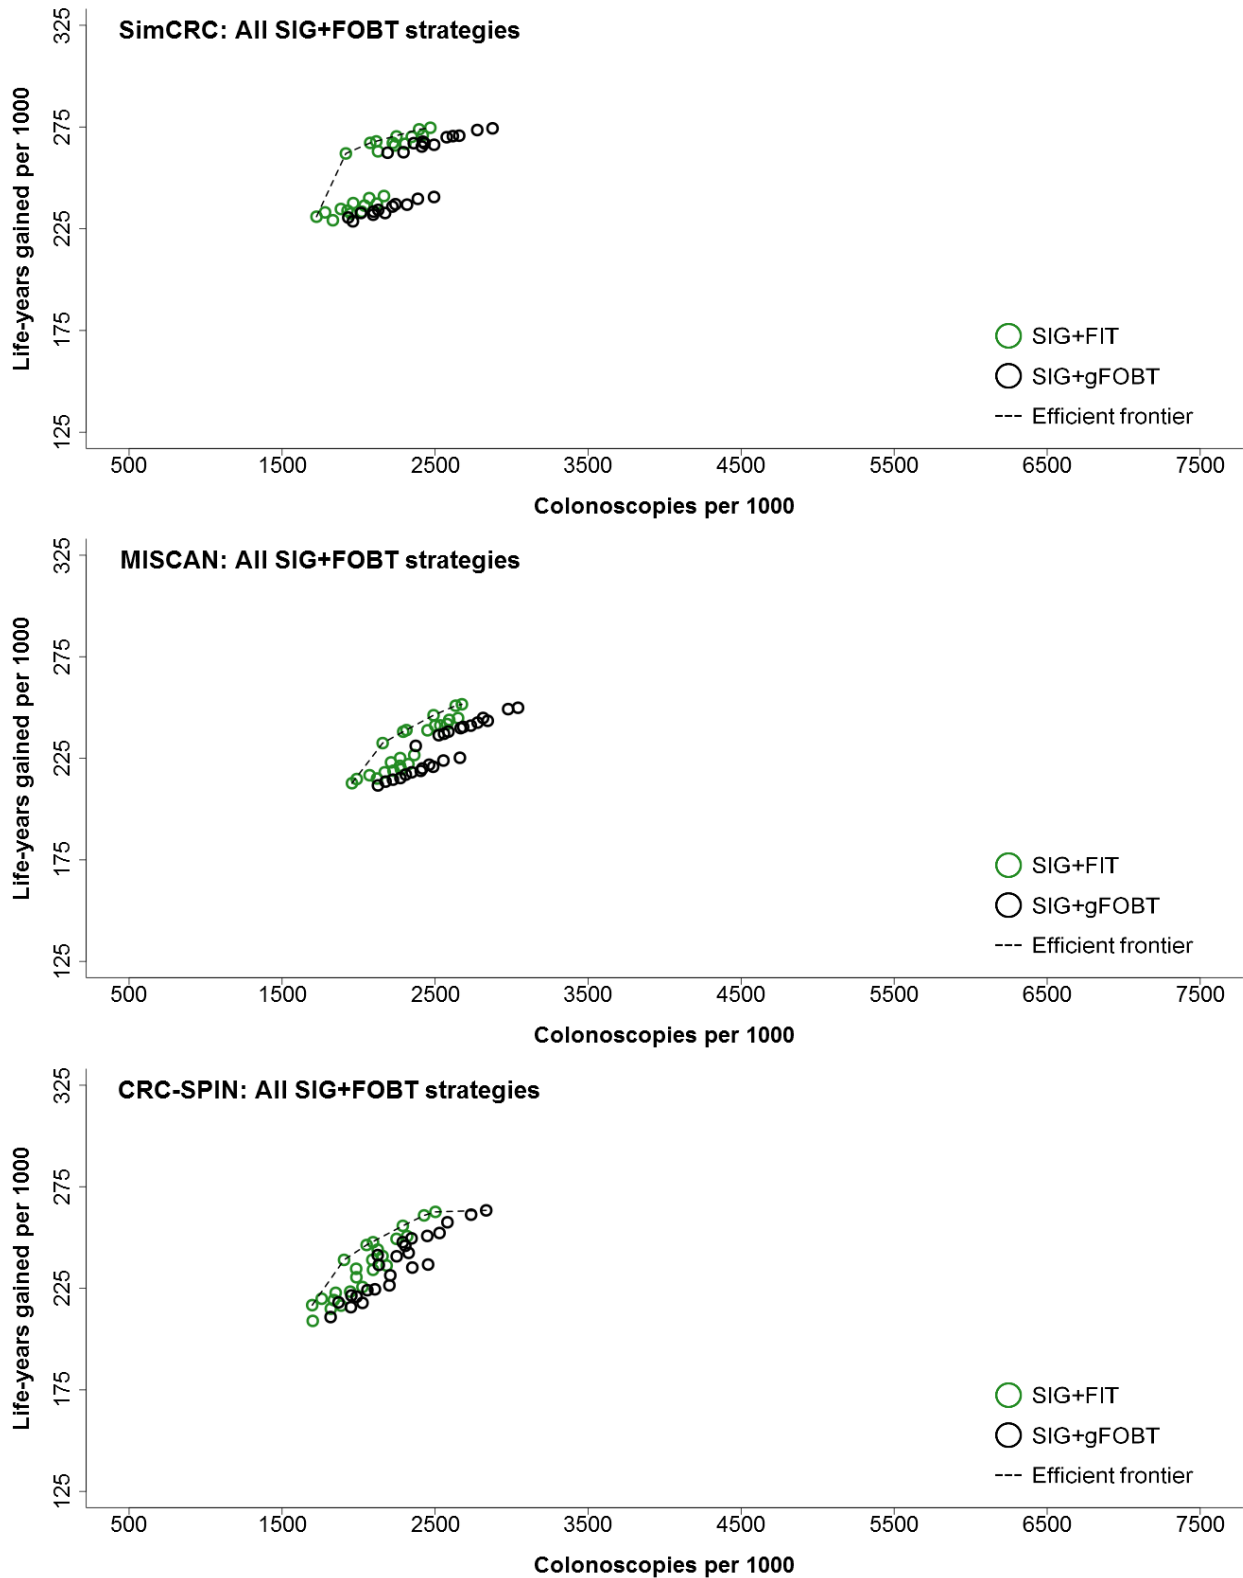 SimCRC: All SIG+FOBT strategies
Life-years gained per 1000
325
275
225
175
125
SIG+FIT
SIG+gFOBT
Efficient frontier
500 1500 2500 3500 4500 5500 6500 7500
Colonoscopies per 1000
MISCAN: All SIG+FOBT strategies
Life-years gained per 1000
325
275
225
175
125
SIG+FIT
SIG+gFOBT
Efficient frontier
500 1500 2500 3500 4500 5500 6500 7500
Colonoscopies per 1000
CRC-SPIN: All SIG+FOBT strategies
Life-years gained per 1000
325
275
225
175
125
SIG+FIT
SIG+gFOBT
Efficient frontier
500 1500 2500 3500 4500 5500 6500 7500
Colonoscopies per 1000